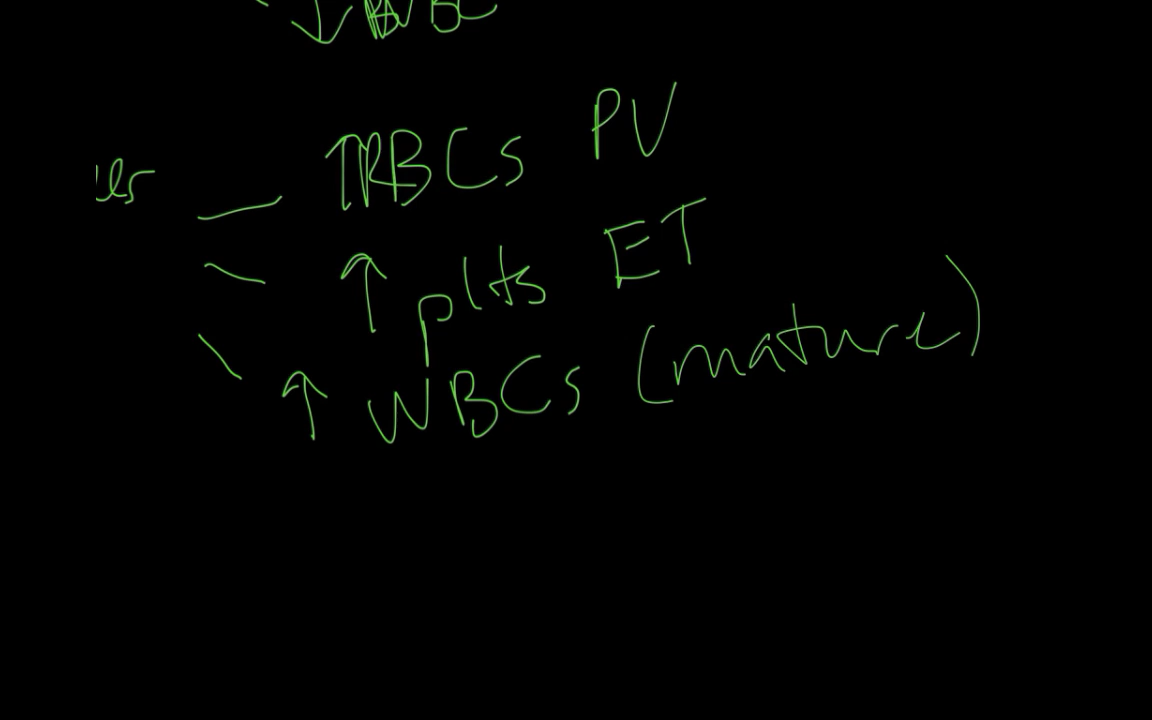 ↑RBCs PV
↑ plts ET
↑ WBCs (mature)